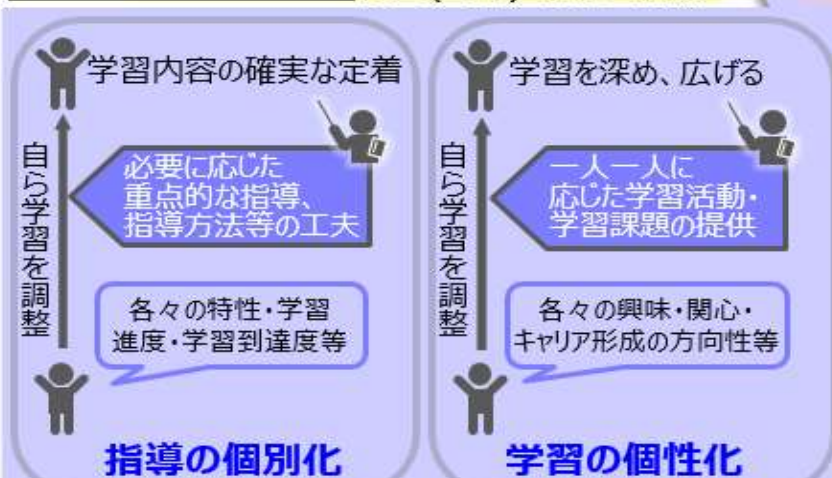 学習内容の確実な定着
自ら学習を調整
必要に応じた
重点的な指導、
指導方法等の工夫
各々の特性・学習
進度・学習到達度等
指導の個別化
学習を深め、広げる
自ら学習を調整
一人一人に
応じた学習活動・
学習課題の提供
各々の興味・関心・
キャリア形成の方向性等
学習の個性化